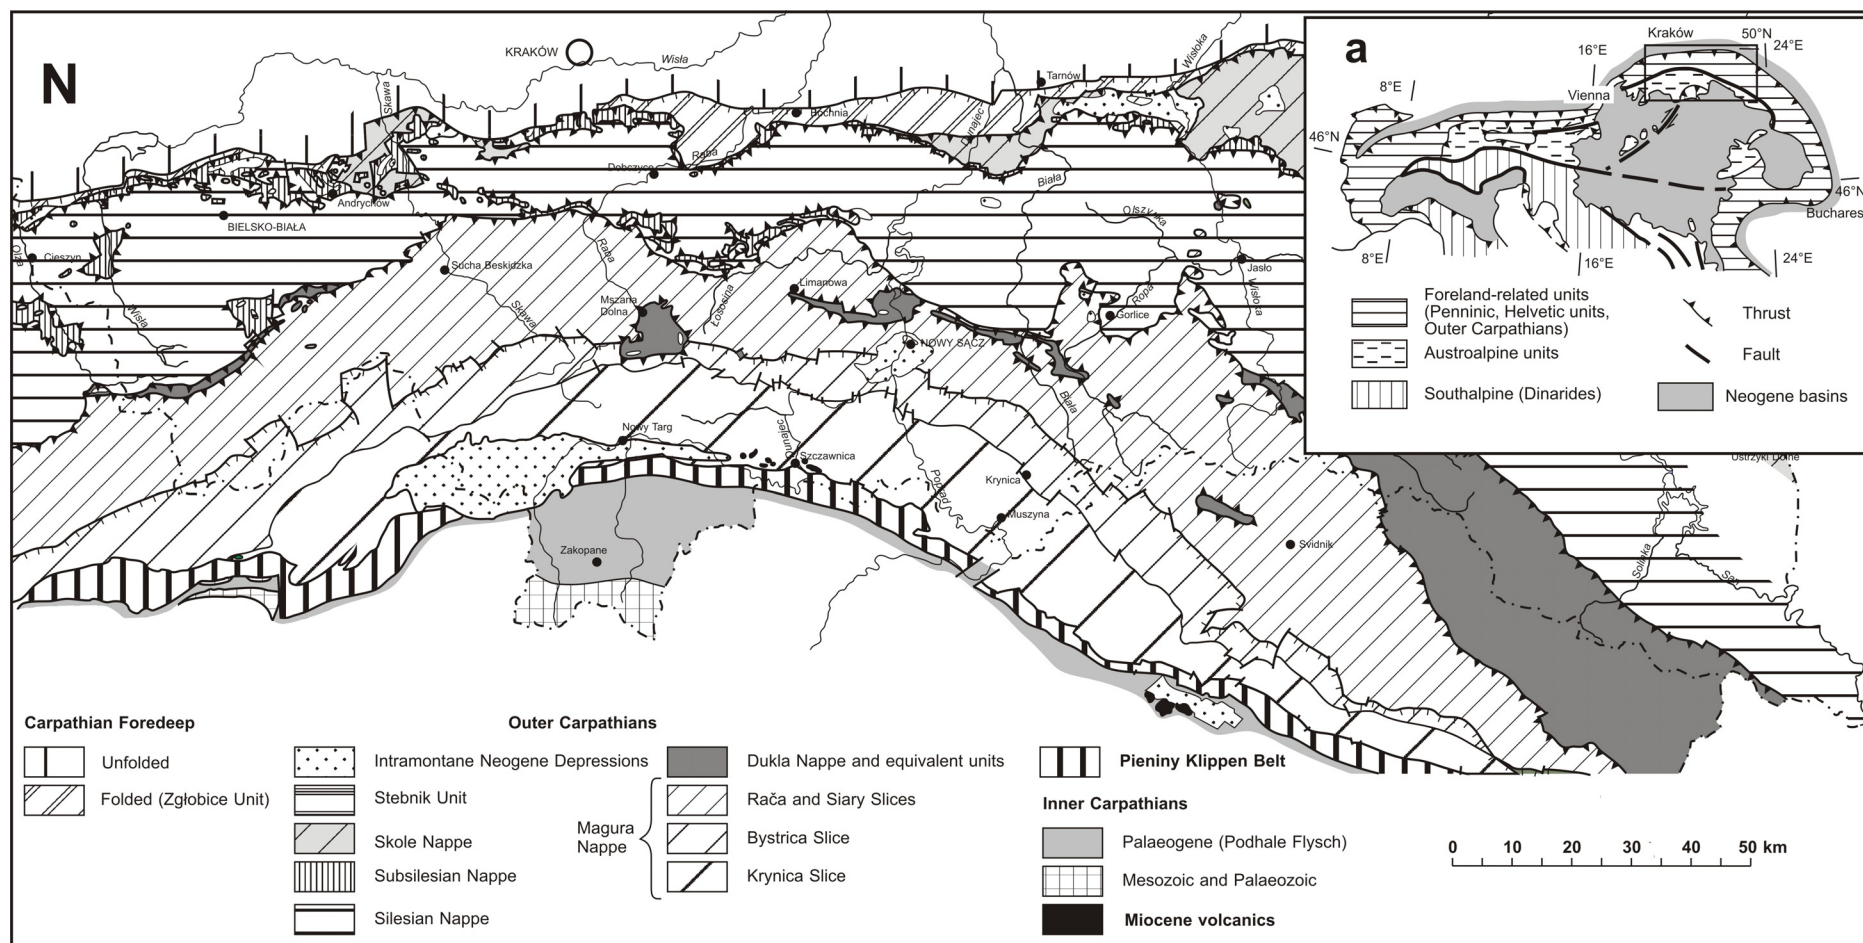 N
KRAKÓW
Wisła
Skawa
Wisłoka
Tarnów
Bochnia
Raba
Dobczyce
Andrychów
BIELSKO-BIAŁA
Biała
Olszynka
Cieszyn
Olza
Wisła
Sucha Beskidzka
Skawa
Raba
Mszana
Dolna
Łososina
Limanowa
Jasło
Wisłoka
Ropa
Gorlice
NOWY SĄCZ
Biała
Nowy Targ
Dunajec
Szczawnica
Poprad
Krynica
Muszyna
Zakopane
Svidnik
Ustrzyki Dolne
Solinka
San
a
Kraków
50°N
24°E
16°E
8°E
Vienna
46°N
46°N
Bucharest
8°E
16°E
24°E
Foreland-related units
(Penninic, Helvetic units,
Outer Carpathians)
Austroalpine units
Southalpine (Dinarides)
Thrust
Fault
Neogene basins
Carpathian Foredeep
Unfolded
Folded (Zgłobice Unit)
Outer Carpathians
Intramontane Neogene Depressions
Stebnik Unit
Skole Nappe
Subsilesian Nappe
Silesian Nappe
Magura
Nappe
Dukla Nappe and equivalent units
Rača and Siary Slices
Bystrica Slice
Krynica Slice
Pieniny Klippen Belt
Inner Carpathians
Palaeogene (Podhale Flysch)
Mesozoic and Palaeozoic
Miocene volcanics
0 10 20 30 40 50 km